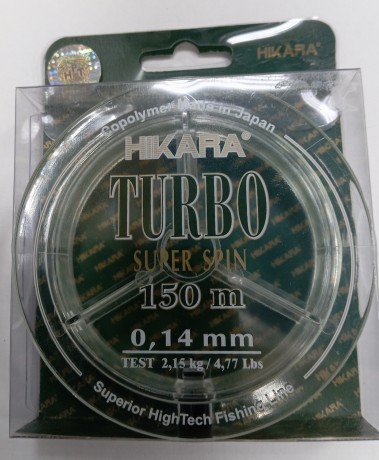 HIKARA®
Copolymer Made in Japan
HIKARA®
TURBO
SUPER SPIN
150 m
0,14 mm
TEST 2,15 kg / 4,77 Lbs
Superior HighTech Fishing Line